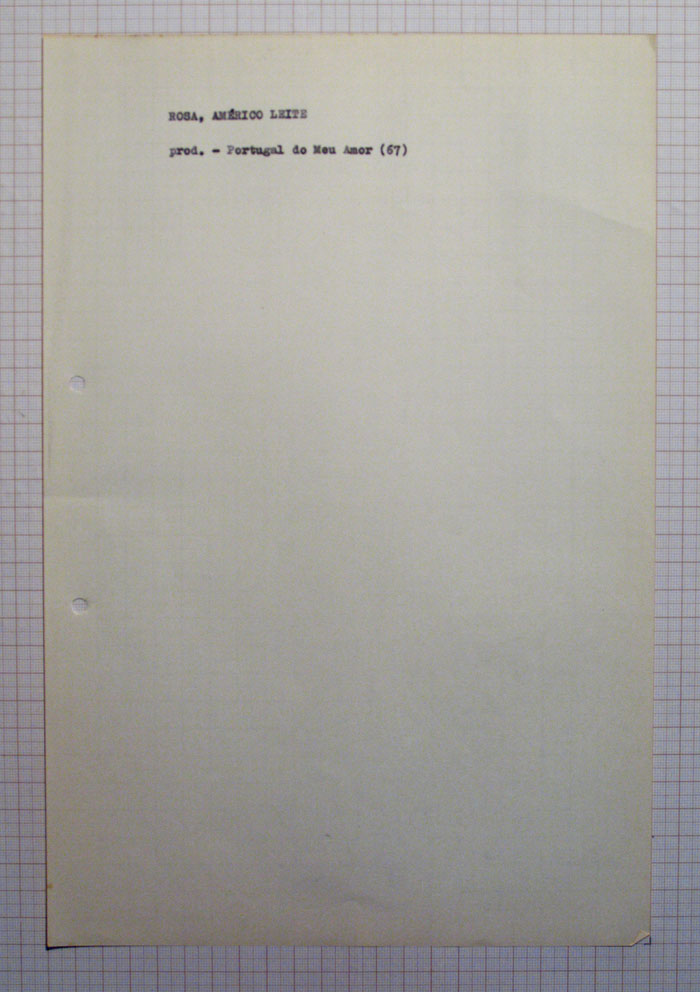 ROSA, AMÉRICO LEITE
prod. - Portugal do Meu Amor (67)